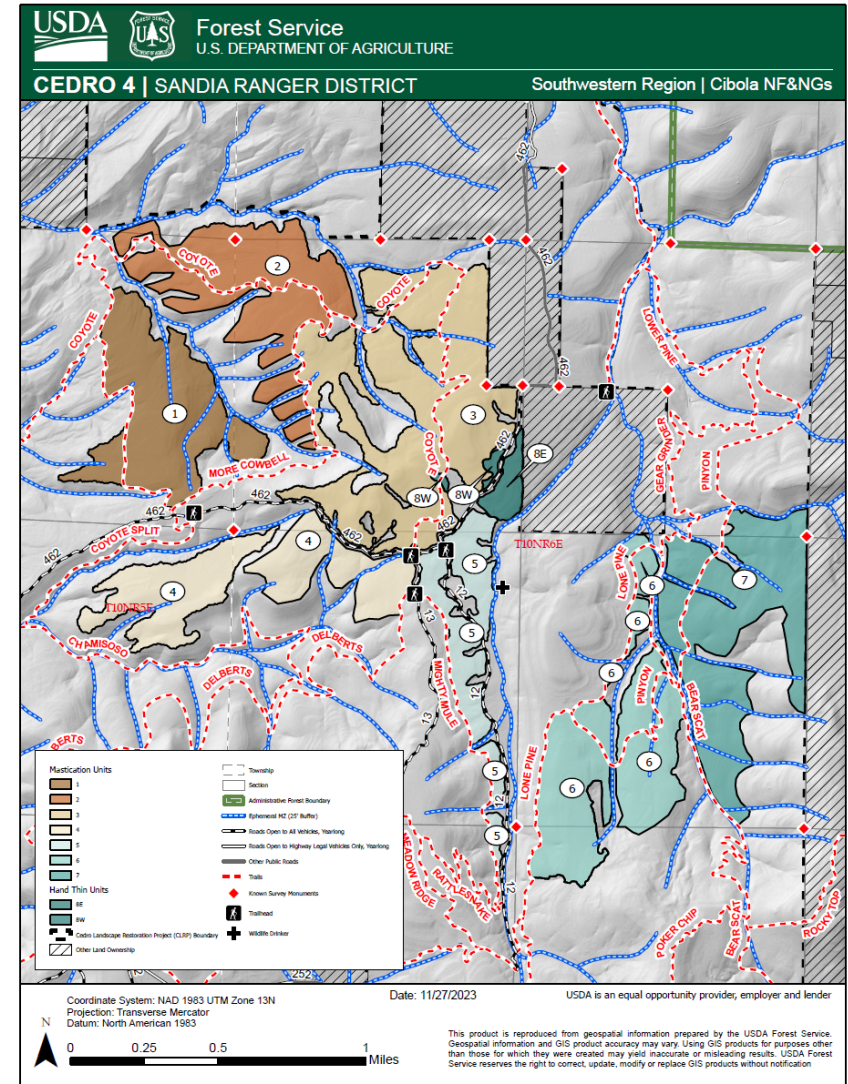 USDA
FOREST SERVICE
U S
DEPARTMENT OF AGRICULTURE
Forest Service
U.S. DEPARTMENT OF AGRICULTURE
CEDRO 4 | SANDIA RANGER DISTRICT
Southwestern Region | Cibola NF&NGs
462
462
COYOTE
2
COYOTE
COYOTE
LOWER PINE
462
1
3
GEAR GRINDER
PINYON
COYOTE
462
8E
MORE COWBELL
8W
8W
462
462
462
462
COYOTE SPLIT
462
4
5
T10NR6E
LONE PINE
4
12
6
7
T10NR5E
13
5
6
CHAMISOSO
DELBERTS
DELBERTS
MIGHTY MULE
6
PINYON
BEAR SCAT
12
13
BERTS
LONE PINE
6
5
6
12
5
MEADOW RIDGE
RATTLESNAKE
12
POKER CHIP
BEAR SCAT
ROCKY TOP
252
Mastication Units
1
2
3
4
5
6
7
Hand Thin Units
8E
8W
Cedro Landscape Restoration Project (CLRP) Boundary
Other Land Ownership
Township
Section
Administrative Forest Boundary
Ephemeral MZ (25' Buffer)
Roads Open to All Vehicles, Yearlong
Roads Open to Highway Legal Vehicles Only, Yearlong
Other Public Roads
Trails
Known Survey Monuments
Trailhead
Wildlife Drinker
Coordinate System: NAD 1983 UTM Zone 13N
Projection: Transverse Mercator
Datum: North American 1983
Date: 11/27/2023
USDA is an equal opportunity provider, employer and lender
N
0 0.25 0.5 1
Miles
This product is reproduced from geospatial information prepared by the USDA Forest Service.
Geospatial information and GIS product accuracy may vary. Using GIS products for purposes other
than those for which they were created may yield inaccurate or misleading results. USDA Forest
Service reserves the right to correct, update, modify or replace GIS products without notification